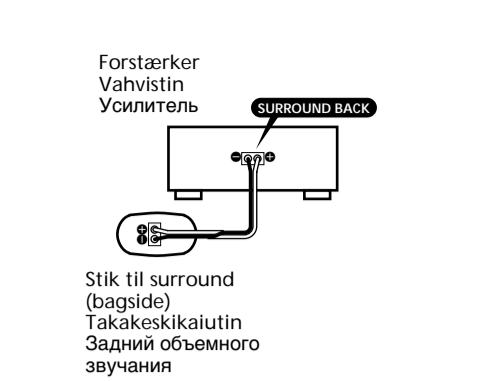 Forstærker
Vahvistin
Усилитель
SURROUND BACK
Stik til surround
(bagside)
Takakeskikaiutin
Задний объемного
звучания